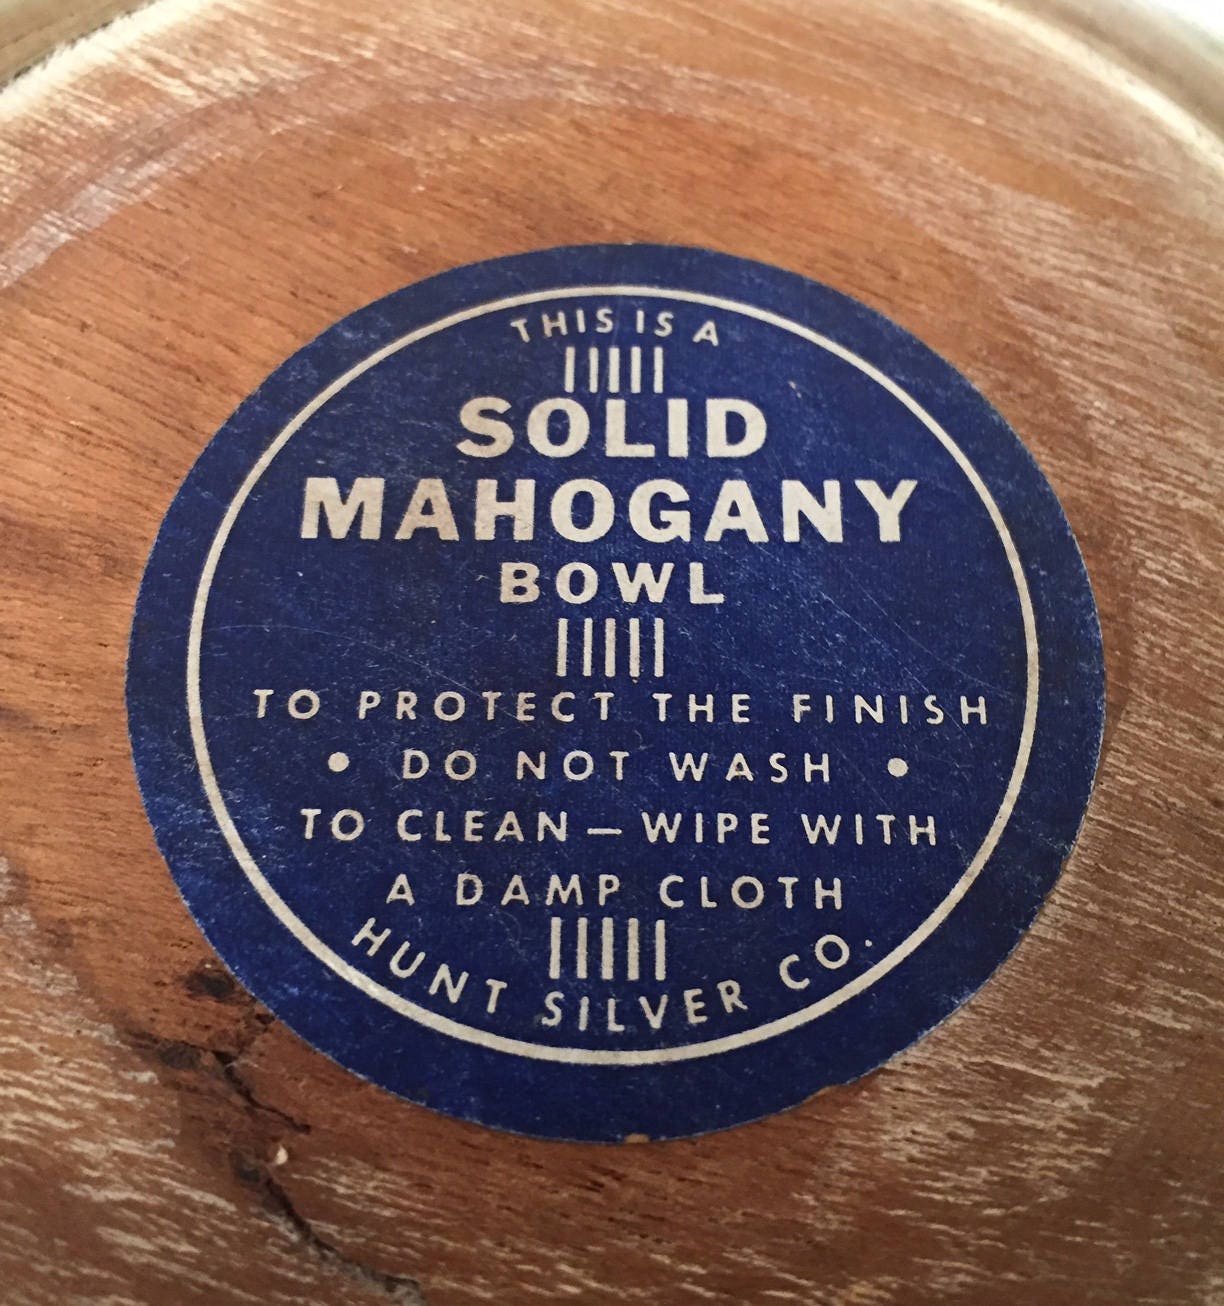 THIS IS A
SOLID
MAHOGANY
BOWL
TO PROTECT THE FINISH
• DO NOT WASH •
TO CLEAN — WIPE WITH
A DAMP CLOTH
HUNT SILVER CO.